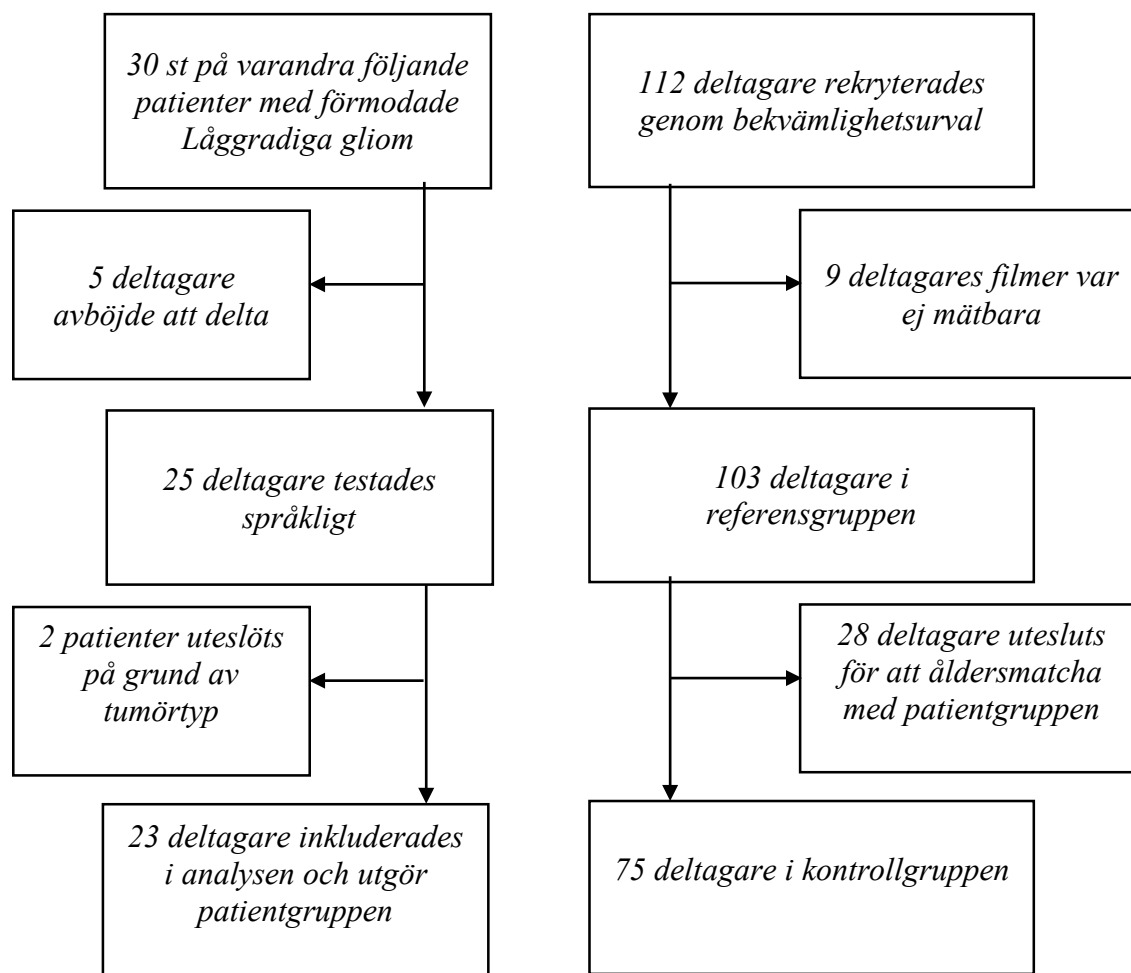 30 st på varandra följande
patienter med förmodade
Låggradiga gliom
5 deltagare
avböjde att delta
25 deltagare testades
språkligt
2 patienter uteslöts
på grund av
tumörtyp
23 deltagare inkluderades
i analysen och utgör
patientgruppen
112 deltagare rekryterades
genom bekvämlighetsurval
9 deltagares filmer var
ej mätbara
103 deltagare i
referensgruppen
28 deltagare utesluts
för att åldersmatcha
med patientgruppen
75 deltagare i kontrollgruppen